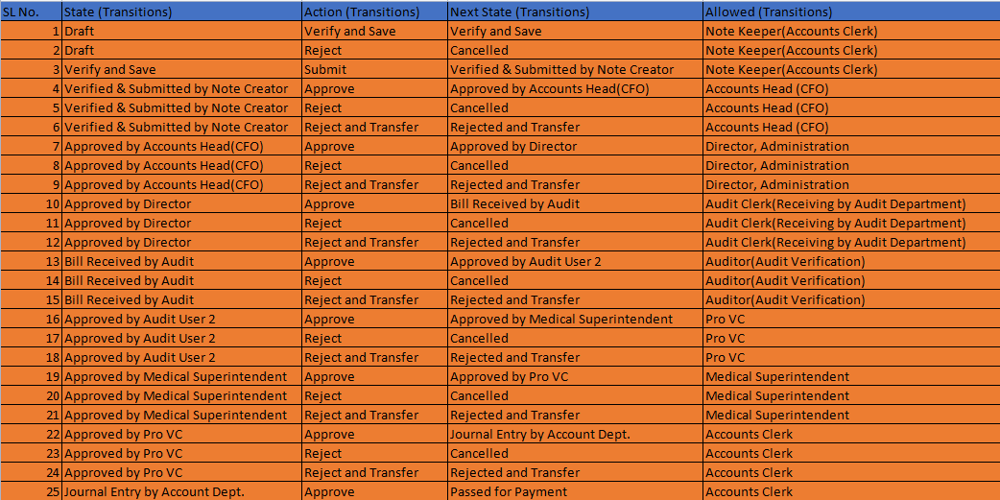 SL No. State (Transitions) Action (Transitions) Next State (Transitions) Allowed (Transitions)
1 Draft Verify and Save Verify and Save Note Keeper(Accounts Clerk)
2 Draft Reject Cancelled Note Keeper(Accounts Clerk)
3 Verify and Save Submit Verified & Submitted by Note Creator Note Keeper(Accounts Clerk)
4 Verified & Submitted by Note Creator Approve Approved by Accounts Head(CFO) Accounts Head (CFO)
5 Verified & Submitted by Note Creator Reject Cancelled Accounts Head (CFO)
6 Verified & Submitted by Note Creator Reject and Transfer Rejected and Transfer Accounts Head (CFO)
7 Approved by Accounts Head(CFO) Approve Approved by Director Director, Administration
8 Approved by Accounts Head(CFO) Reject Cancelled Director, Administration
9 Approved by Accounts Head(CFO) Reject and Transfer Rejected and Transfer Director, Administration
10 Approved by Director Approve Bill Received by Audit Audit Clerk(Receiving by Audit Department)
11 Approved by Director Reject Cancelled Audit Clerk(Receiving by Audit Department)
12 Approved by Director Reject and Transfer Rejected and Transfer Audit Clerk(Receiving by Audit Department)
13 Bill Received by Audit Approve Approved by Audit User 2 Auditor(Audit Verification)
14 Bill Received by Audit Reject Cancelled Auditor(Audit Verification)
15 Bill Received by Audit Reject and Transfer Rejected and Transfer Auditor(Audit Verification)
16 Approved by Audit User 2 Approve Approved by Medical Superintendent Pro VC
17 Approved by Audit User 2 Reject Cancelled Pro VC
18 Approved by Audit User 2 Reject and Transfer Rejected and Transfer Pro VC
19 Approved by Medical Superintendent Approve Approved by Pro VC Medical Superintendent
20 Approved by Medical Superintendent Reject Cancelled Medical Superintendent
21 Approved by Medical Superintendent Reject and Transfer Rejected and Transfer Medical Superintendent
22 Approved by Pro VC Approve Journal Entry by Account Dept. Accounts Clerk
23 Approved by Pro VC Reject Cancelled Accounts Clerk
24 Approved by Pro VC Reject and Transfer Rejected and Transfer Accounts Clerk
25 Journal Entry by Account Dept. Approve Passed for Payment Accounts Clerk